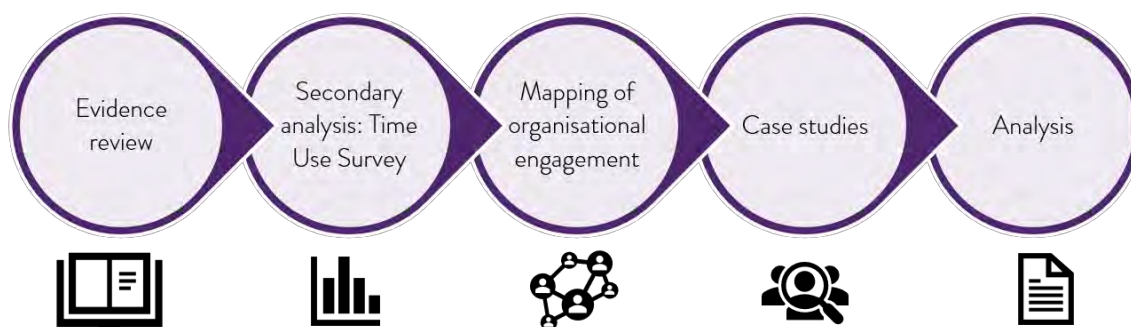 Evidence
review
Secondary
analysis: Time
Use Survey
Mapping of
organisational
engagement
Case studies
Analysis